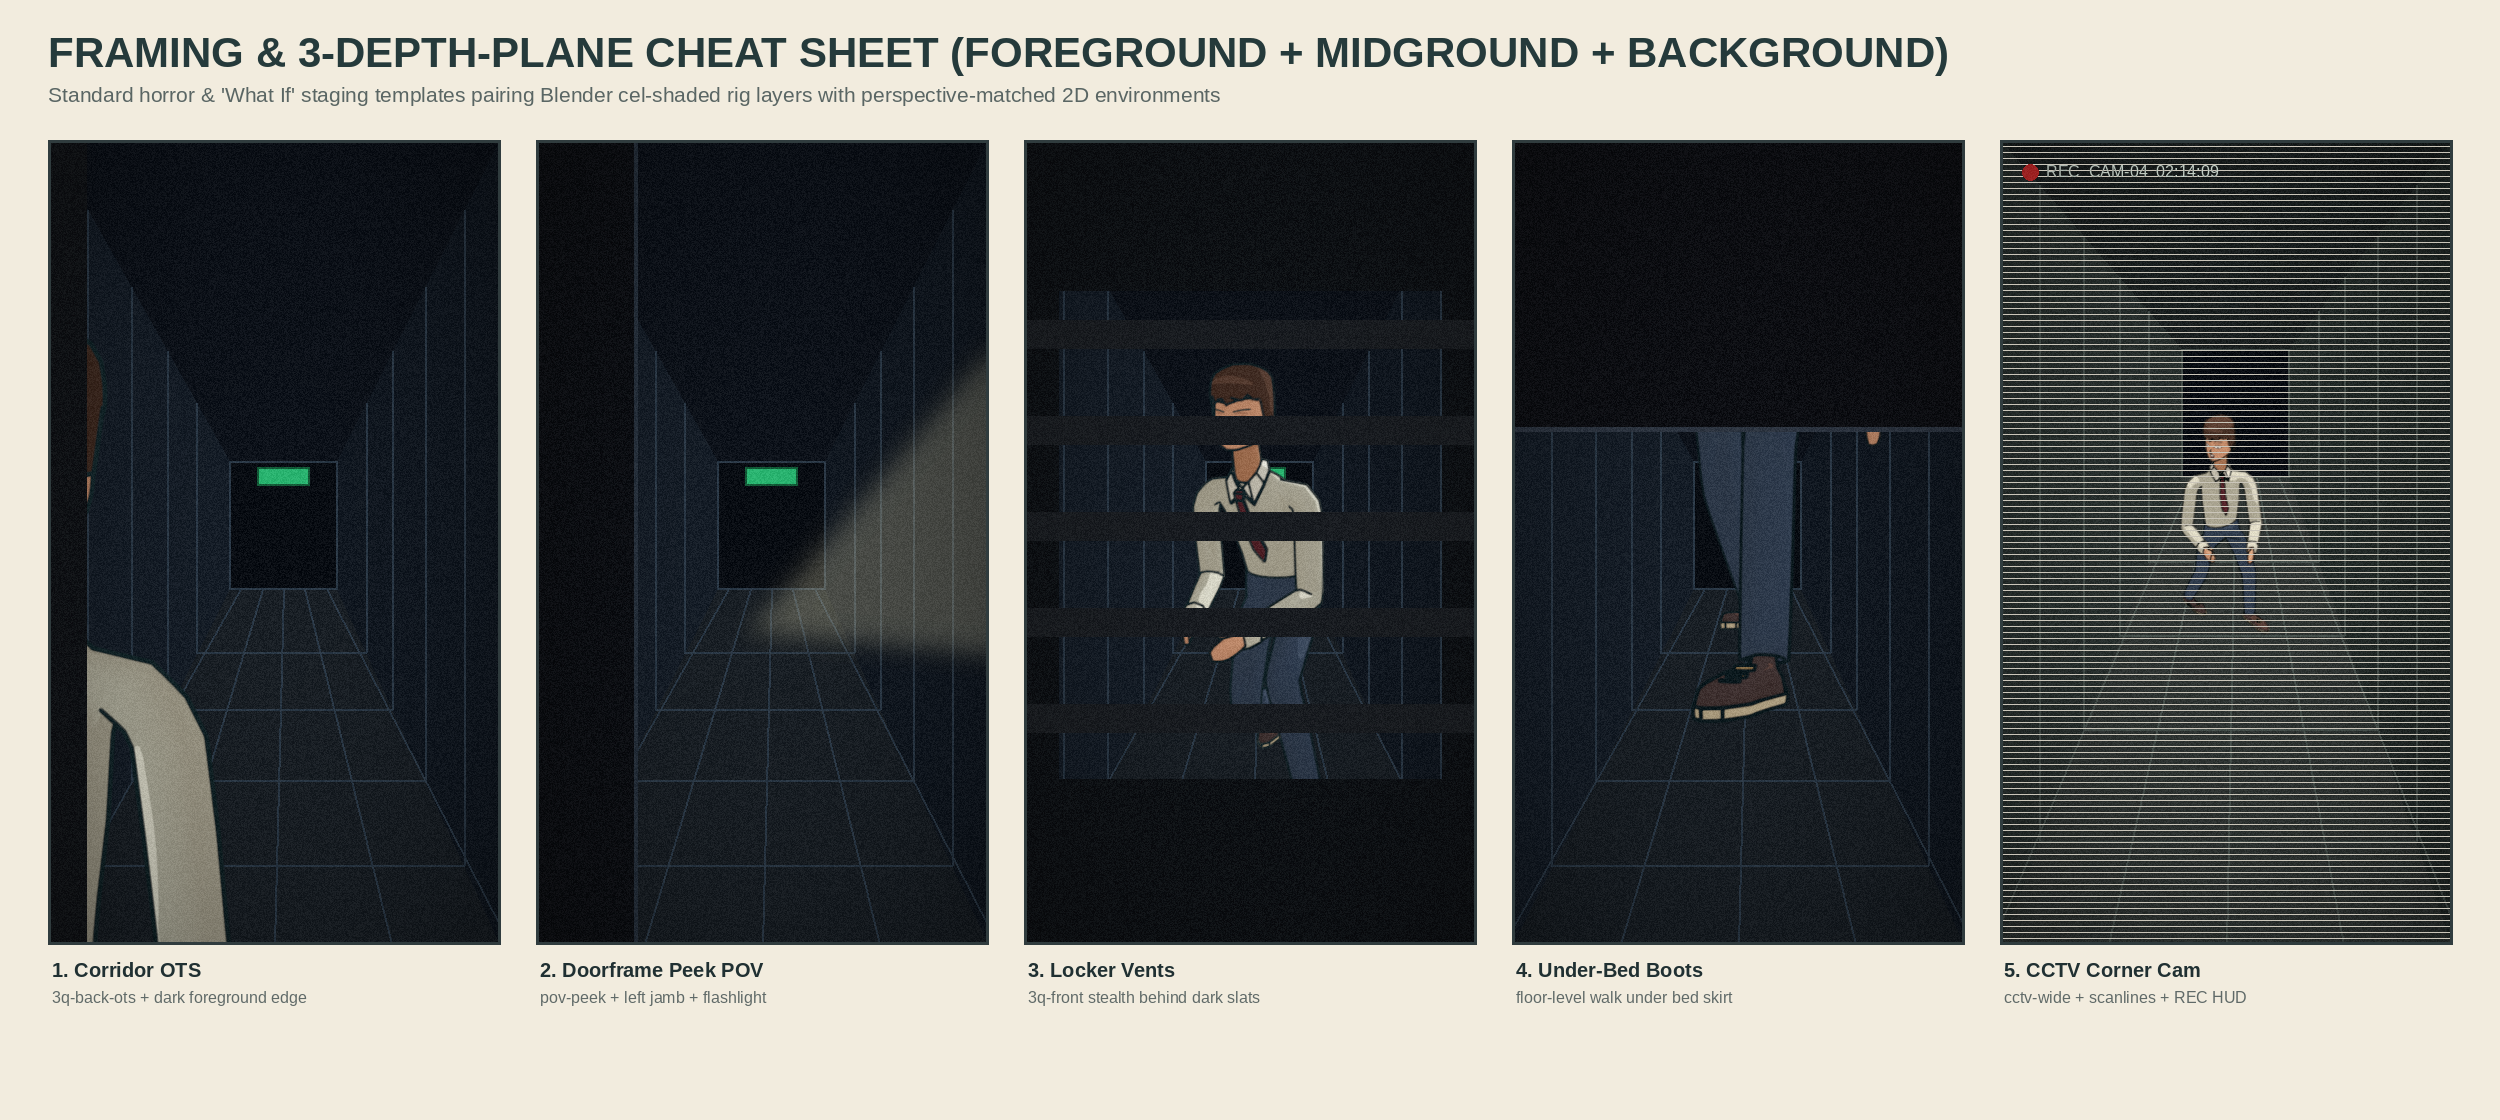 FRAMING & 3-DEPTH-PLANE CHEAT SHEET (FOREGROUND + MIDGROUND + BACKGROUND)
Standard horror & 'What If' staging templates pairing Blender cel-shaded rig layers with perspective-matched 2D environments
REC CAM-04 02:14:09
1. Corridor OTS
3q-back-ots + dark foreground edge
2. Doorframe Peek POV
pov-peek + left jamb + flashlight
3. Locker Vents
3q-front stealth behind dark slats
4. Under-Bed Boots
floor-level walk under bed skirt
5. CCTV Corner Cam
cctv-wide + scanlines + REC HUD